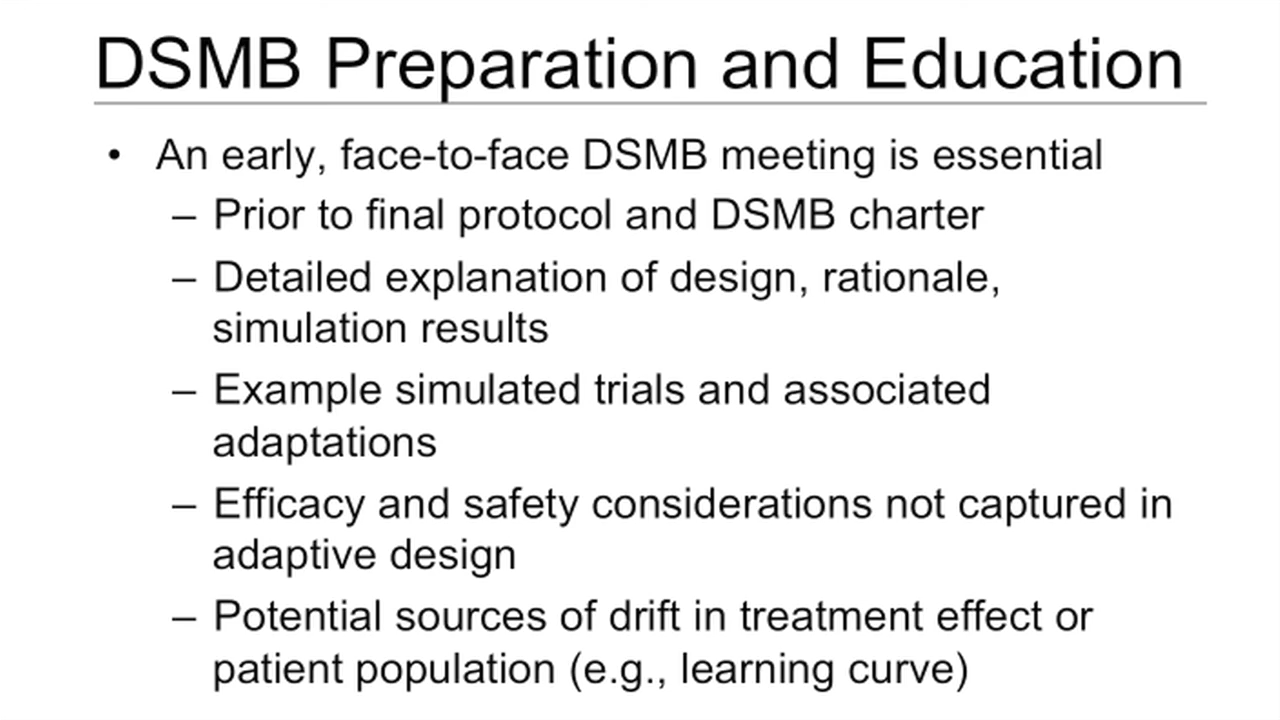 DSMB Preparation and Education
• An early, face-to-face DSMB meeting is essential
– Prior to final protocol and DSMB charter
– Detailed explanation of design, rationale,
simulation results
– Example simulated trials and associated
adaptations
– Efficacy and safety considerations not captured in
adaptive design
– Potential sources of drift in treatment effect or
patient population (e.g., learning curve)